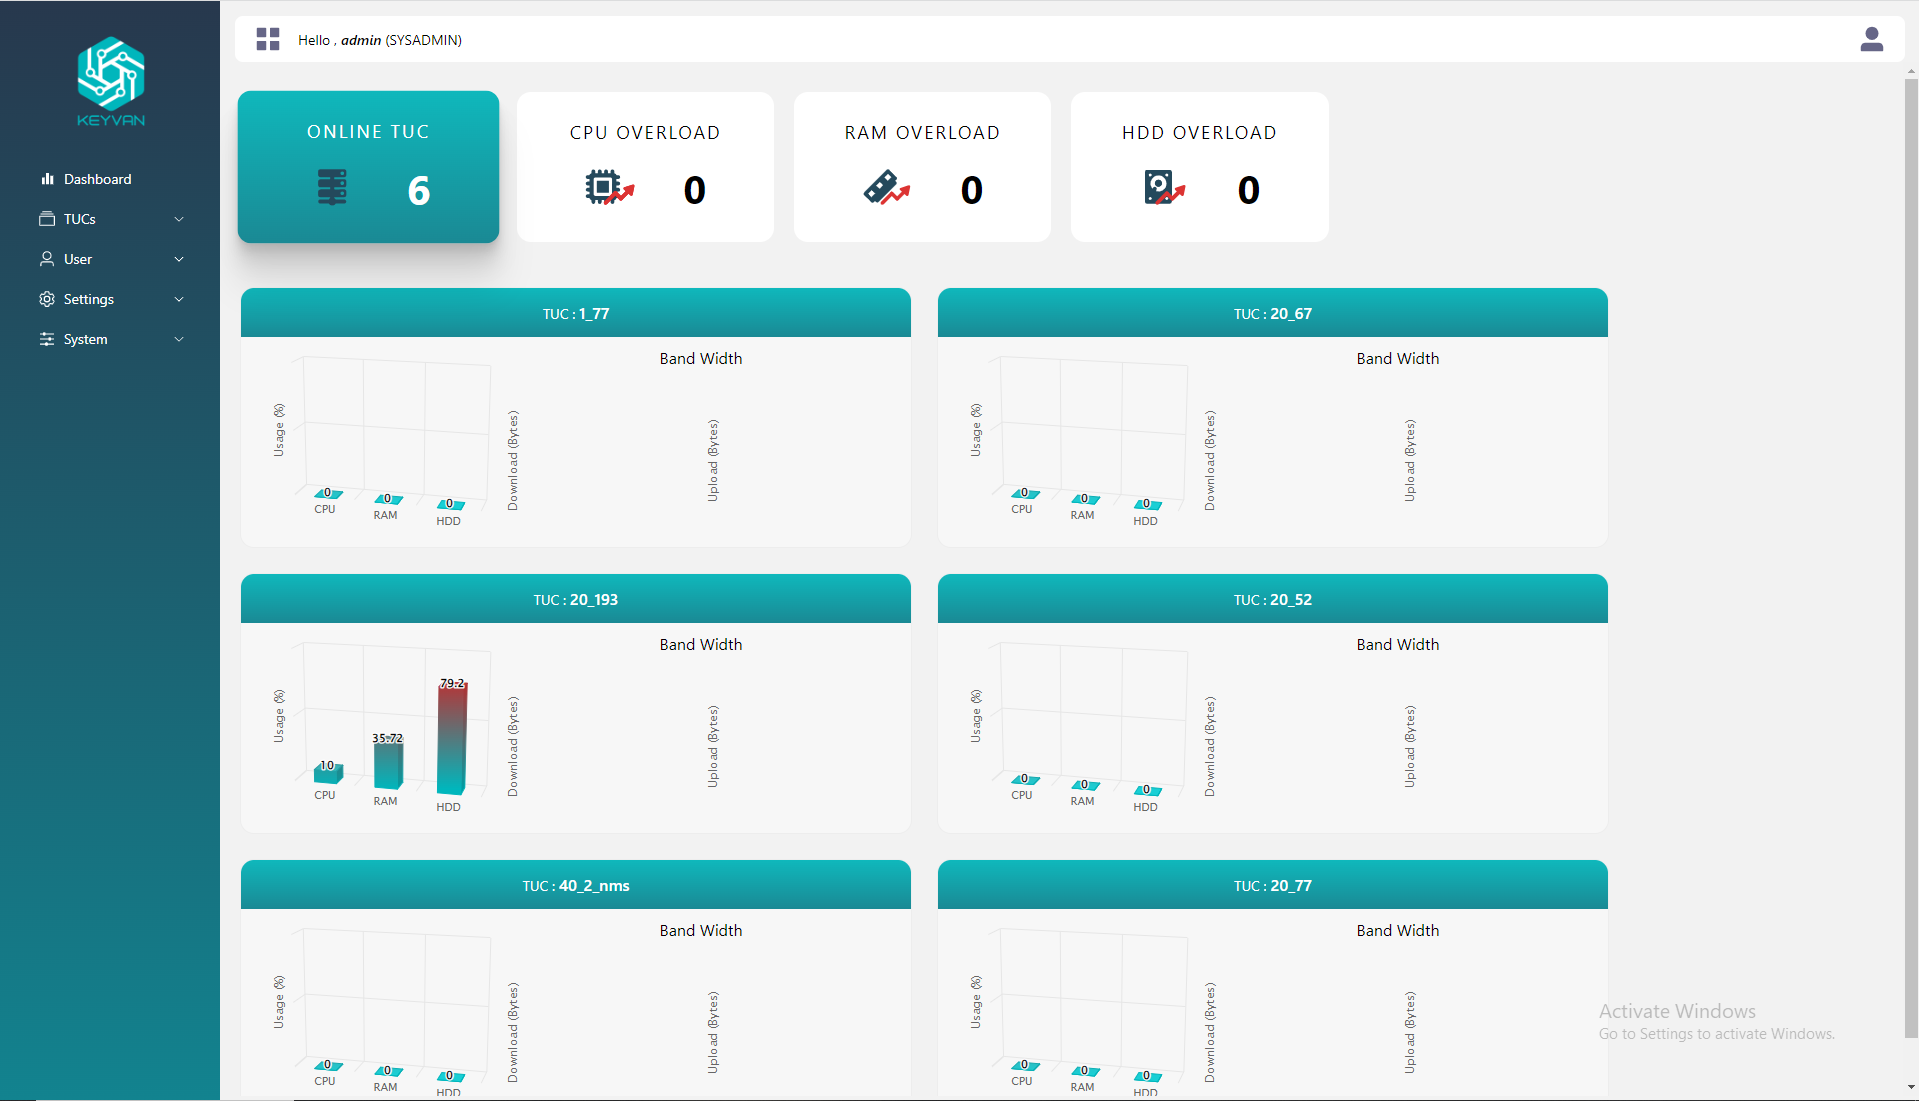 KEYVAN
Dashboard
TUCs
User
Settings
System
Hello , admin (SYSADMIN)
ONLINE TUC
6
CPU OVERLOAD
0
RAM OVERLOAD
0
HDD OVERLOAD
0
TUC : 1_77
Band Width
Usage (%)
0
0
0
CPU
RAM
HDD
Download (Bytes)
Upload (Bytes)
TUC : 20_67
Band Width
Usage (%)
0
0
0
CPU
RAM
HDD
Download (Bytes)
Upload (Bytes)
TUC : 20_193
Band Width
Usage (%)
10
35.72
79.2
CPU
RAM
HDD
Download (Bytes)
Upload (Bytes)
TUC : 20_52
Band Width
Usage (%)
0
0
0
CPU
RAM
HDD
Download (Bytes)
Upload (Bytes)
TUC : 40_2_nms
Band Width
Usage (%)
0
0
0
CPU
RAM
HDD
Download (Bytes)
Upload (Bytes)
TUC : 20_77
Band Width
Usage (%)
0
0
0
CPU
RAM
HDD
Download (Bytes)
Upload (Bytes)
Activate Windows
Go to Settings to activate Windows.